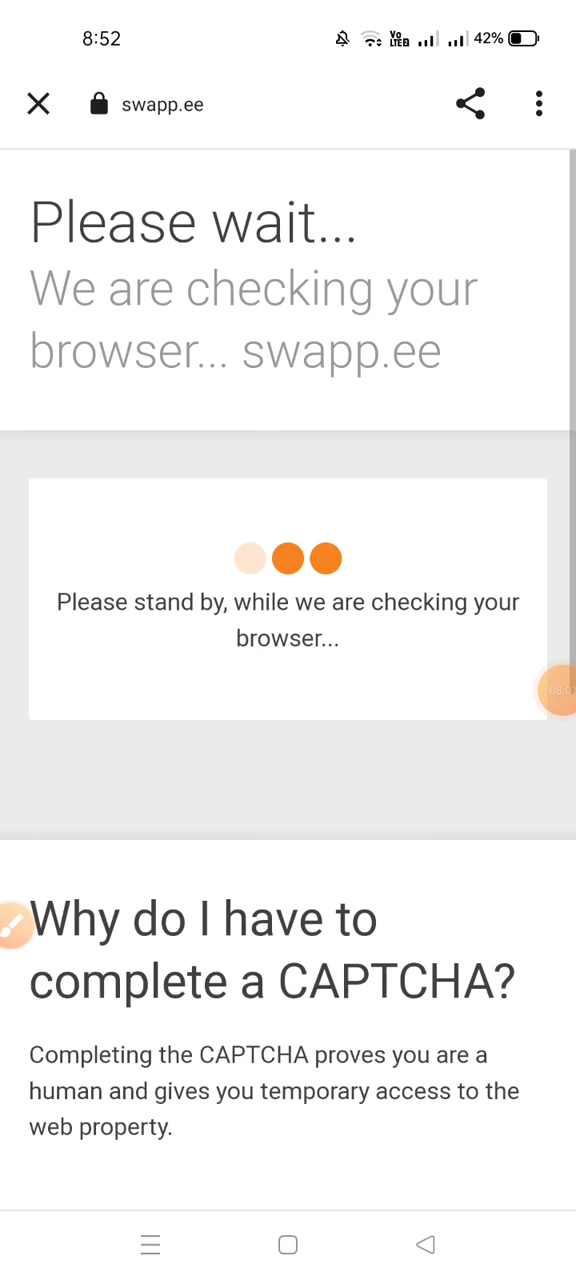 8:52
Vo LTE2 42%
swapp.ee
Please wait...
We are checking your
browser... swapp.ee
Please stand by, while we are checking your
browser...
Why do I have to
complete a CAPTCHA?
Completing the CAPTCHA proves you are a
human and gives you temporary access to the
web property.